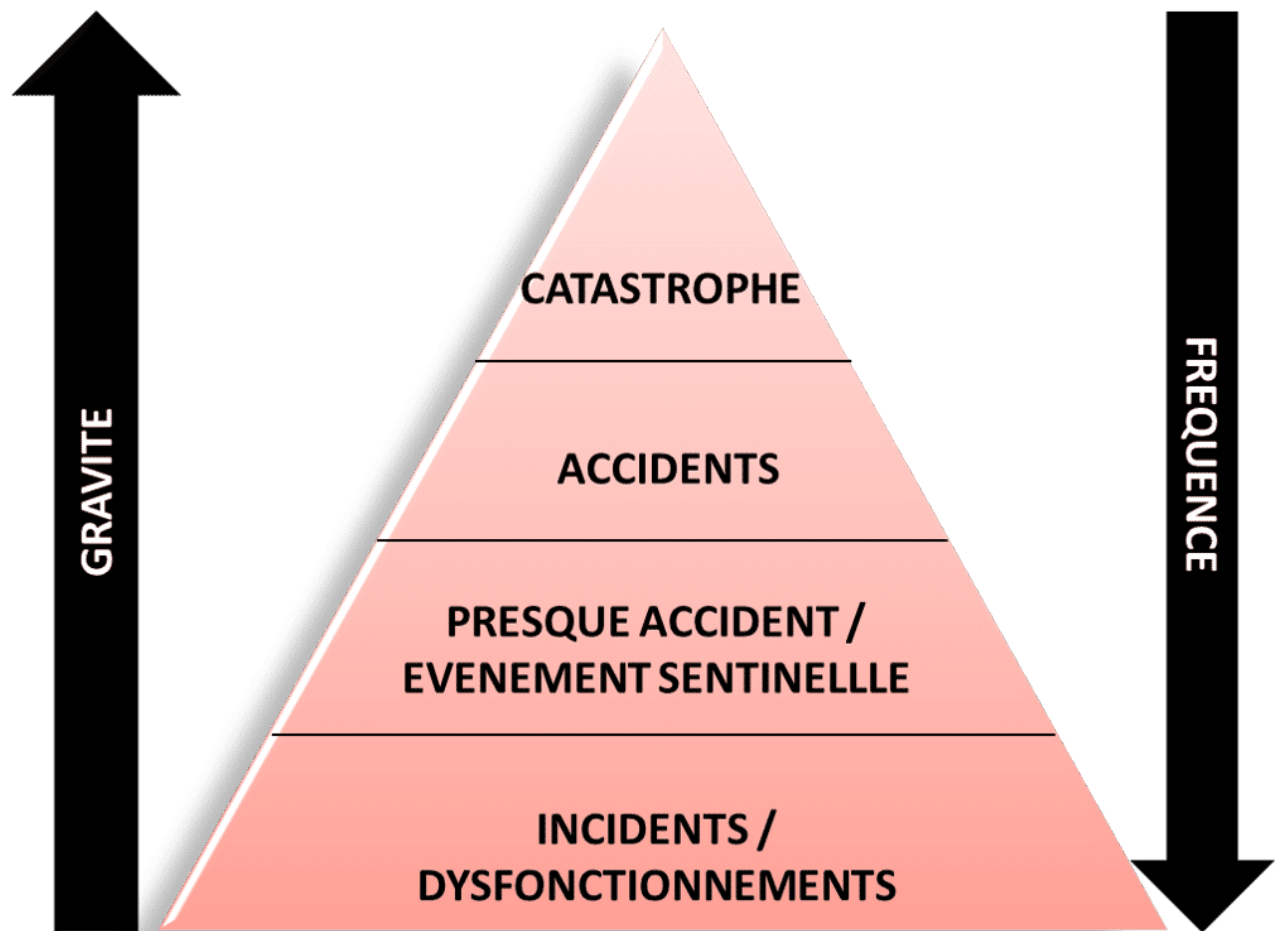 GRAVITE
CATASTROPHE
ACCIDENTS
PRESQUE ACCIDENT /
EVENEMENT SENTINELLLE
INCIDENTS /
DYSFONCTIONNEMENTS
FREQUENCE